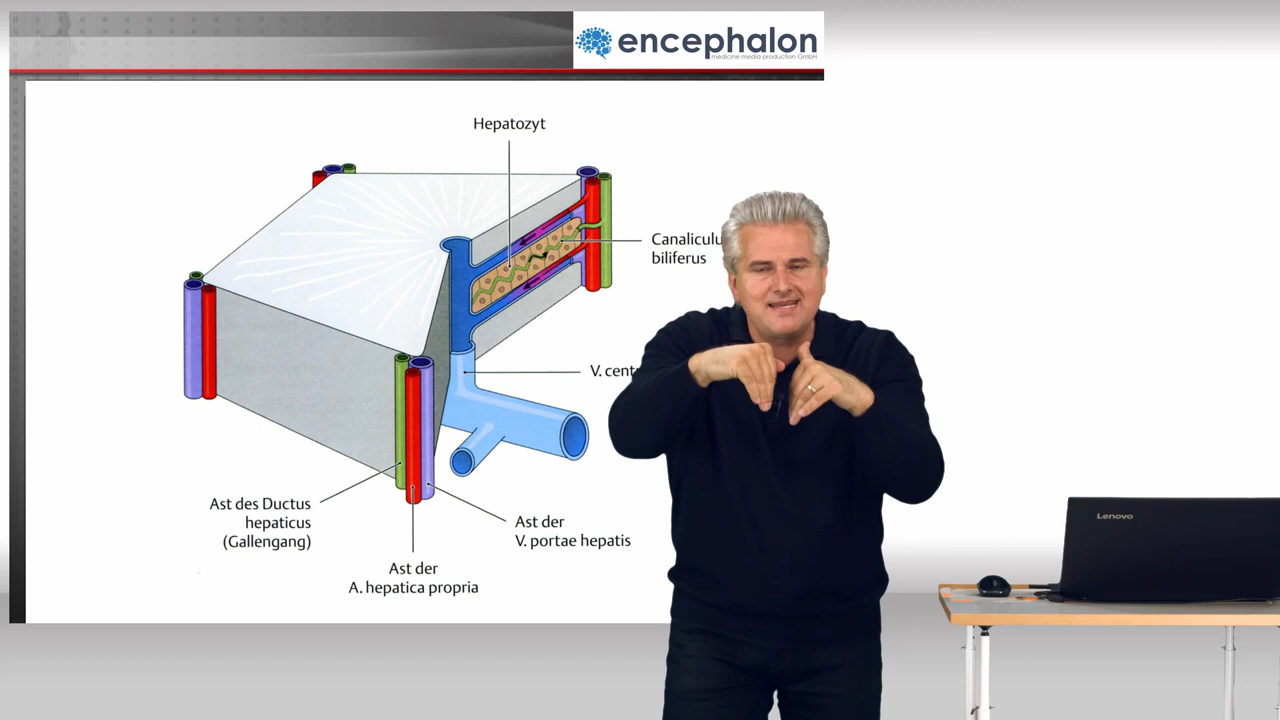 encephalon
medicine media production GmbH
Hepatozyt
Canaliculu
biliferus
V. cent
Ast des Ductus
hepaticus
(Gallengang)
Ast der
V. portae hepatis
Ast der
A. hepatica propria
Lenovo